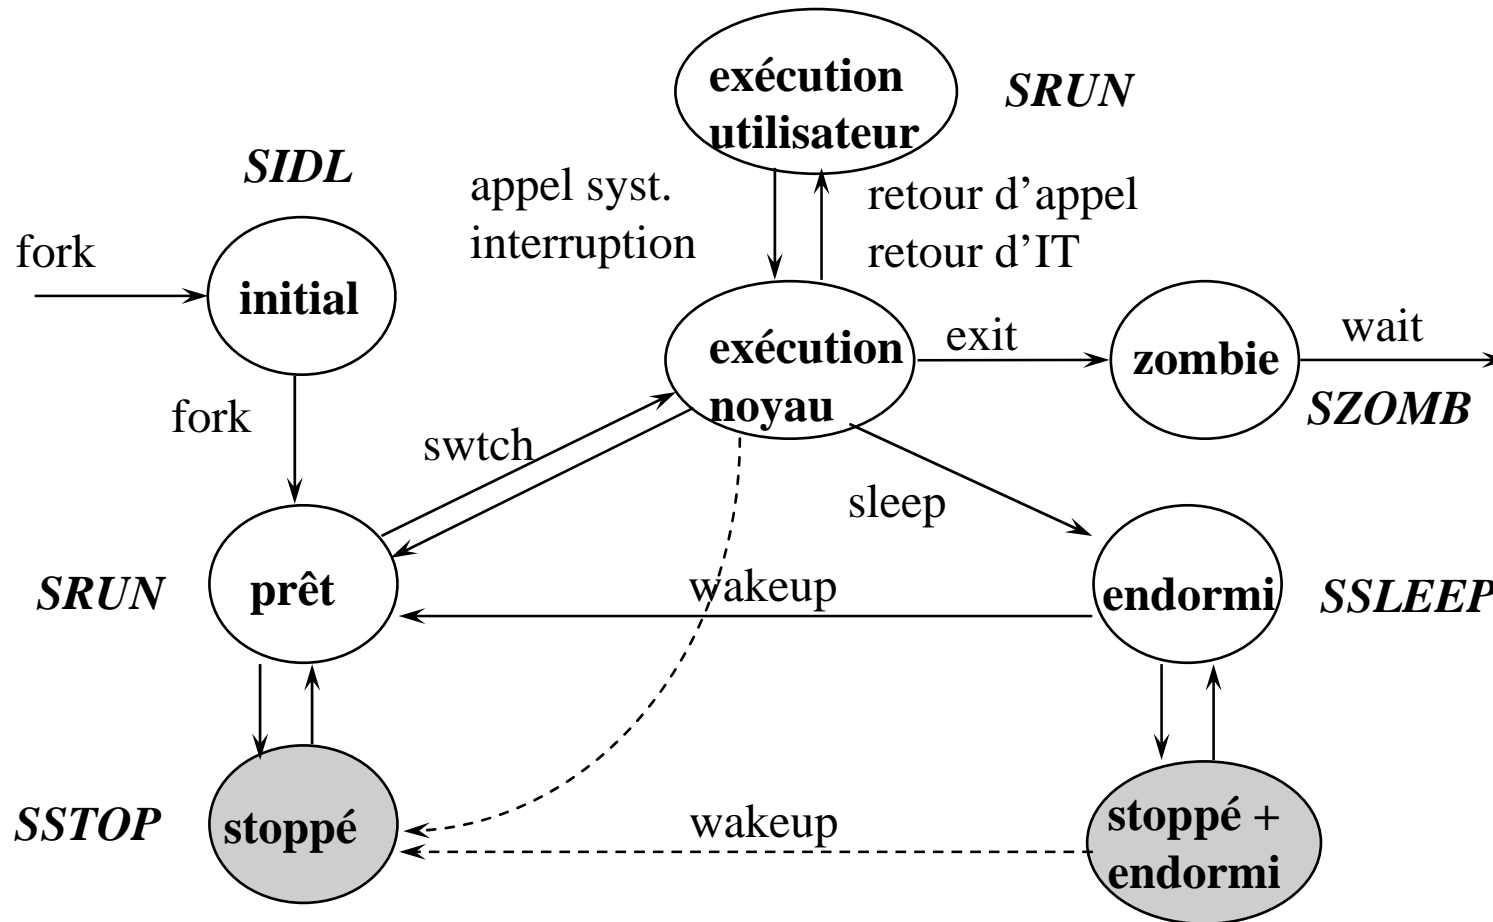 exécution
utilisateur
SRUN
SIDL
appel syst.
interruption
retour d'appel
retour d'IT
fork
initial
exécution
noyau
exit
zombie
wait
SZOMB
fork
swtch
sleep
SRUN
prêt
wakeup
endormi
SSLEEP
SSTOP
stoppé
wakeup
stoppé +
endormi